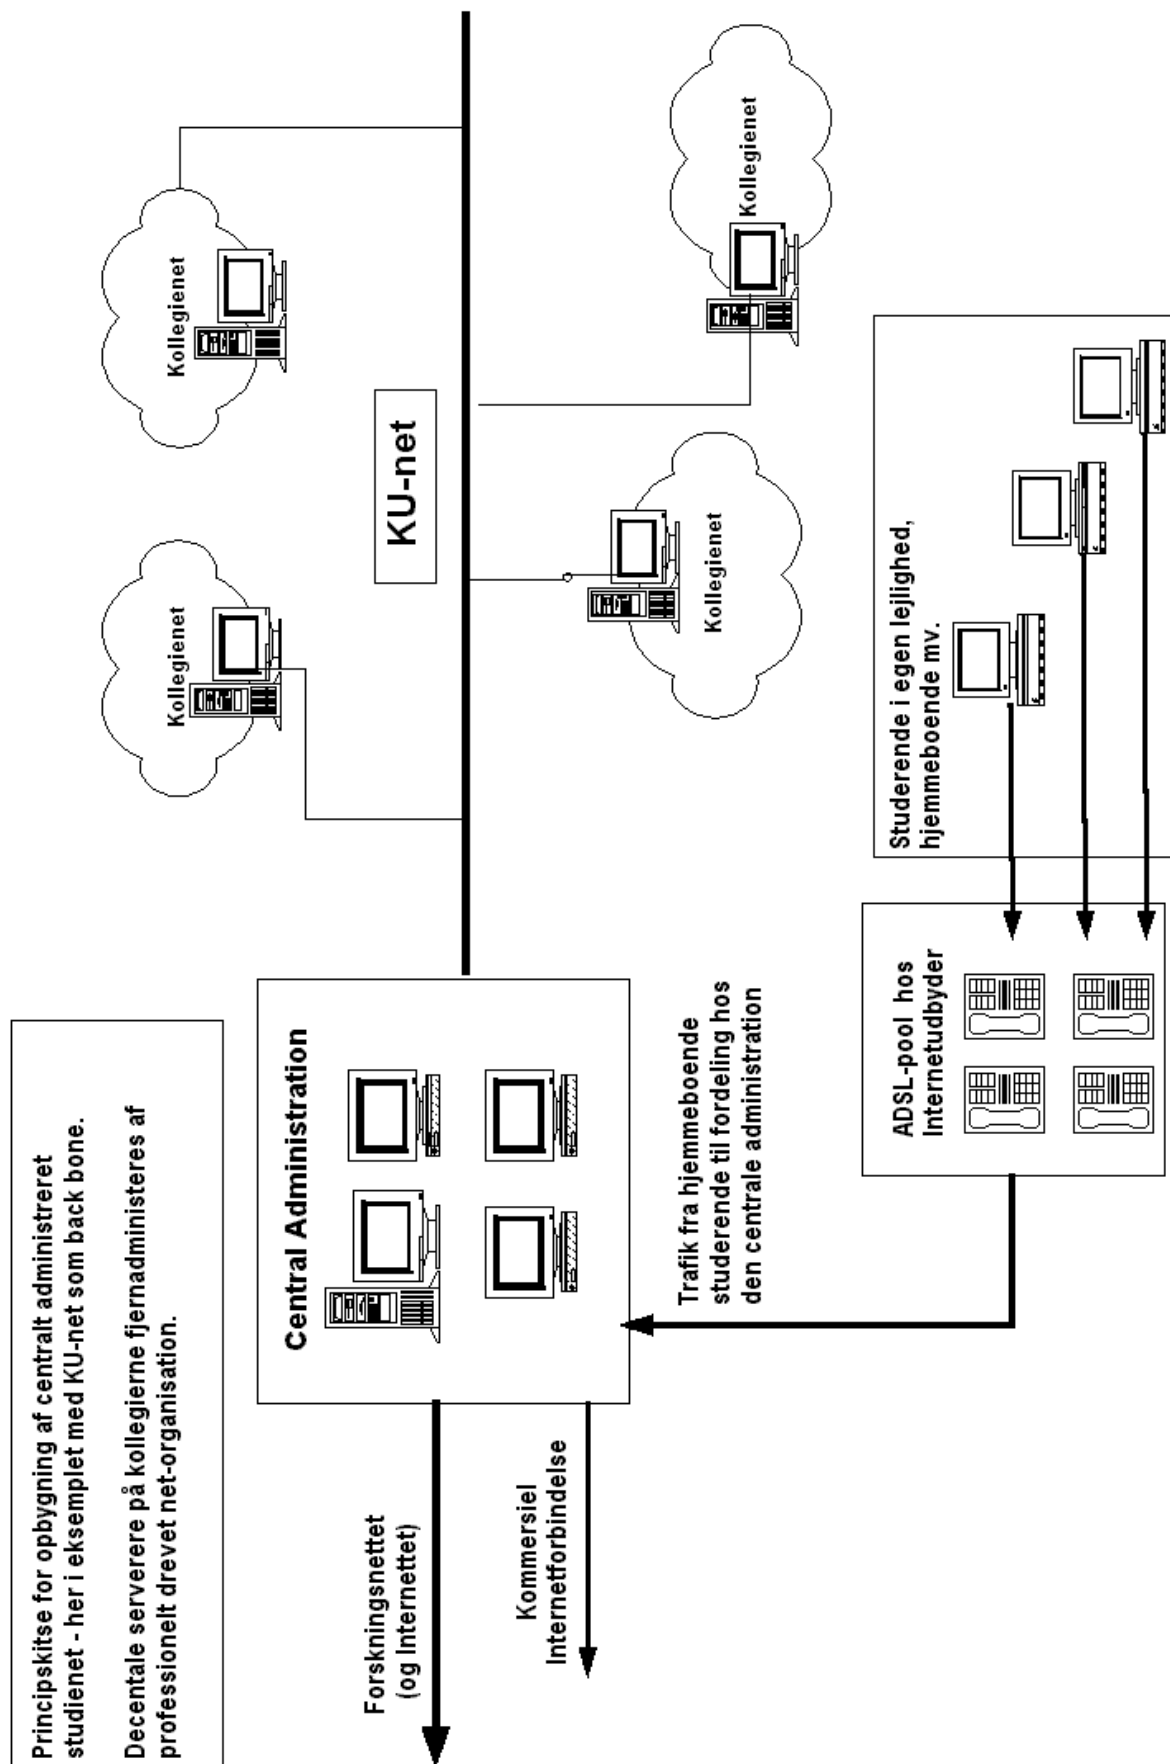 Principskitse for opbygning af centralt administreret
studienet - her i eksemplet med KU-net som back bone.
Decentale serverere på kollegierne fjernadministeres af
professionelt drevet net-organisation.
Kollegienet
Kollegienet
KU-net
Central Administration
Forskningsnettet
(og Internettet)
Kommersiel
Internetforbindelse
Kollegienet
Kollegienet
Trafik fra hjemmeboende
studerende til fordeling hos
den centrale administration
ADSL-pool hos
Internetudbyder
Studerende i egen lejlighed,
hjemmeboende mv.